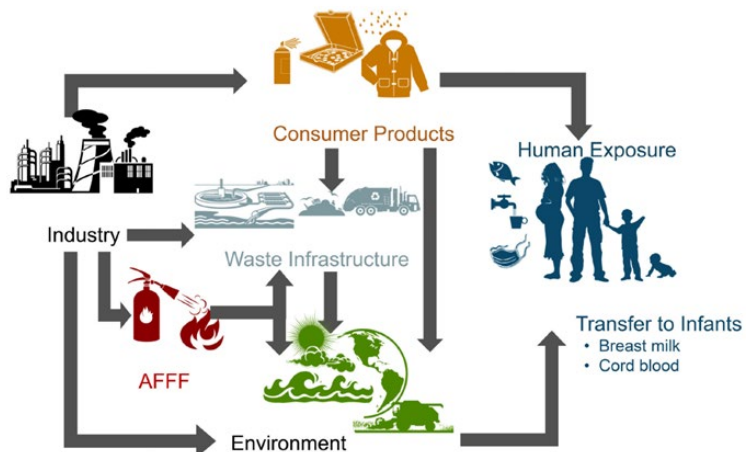 Consumer Products
Human Exposure
Industry
Waste Infrastructure
AFFF
Transfer to Infants
• Breast milk
• Cord blood
Environment